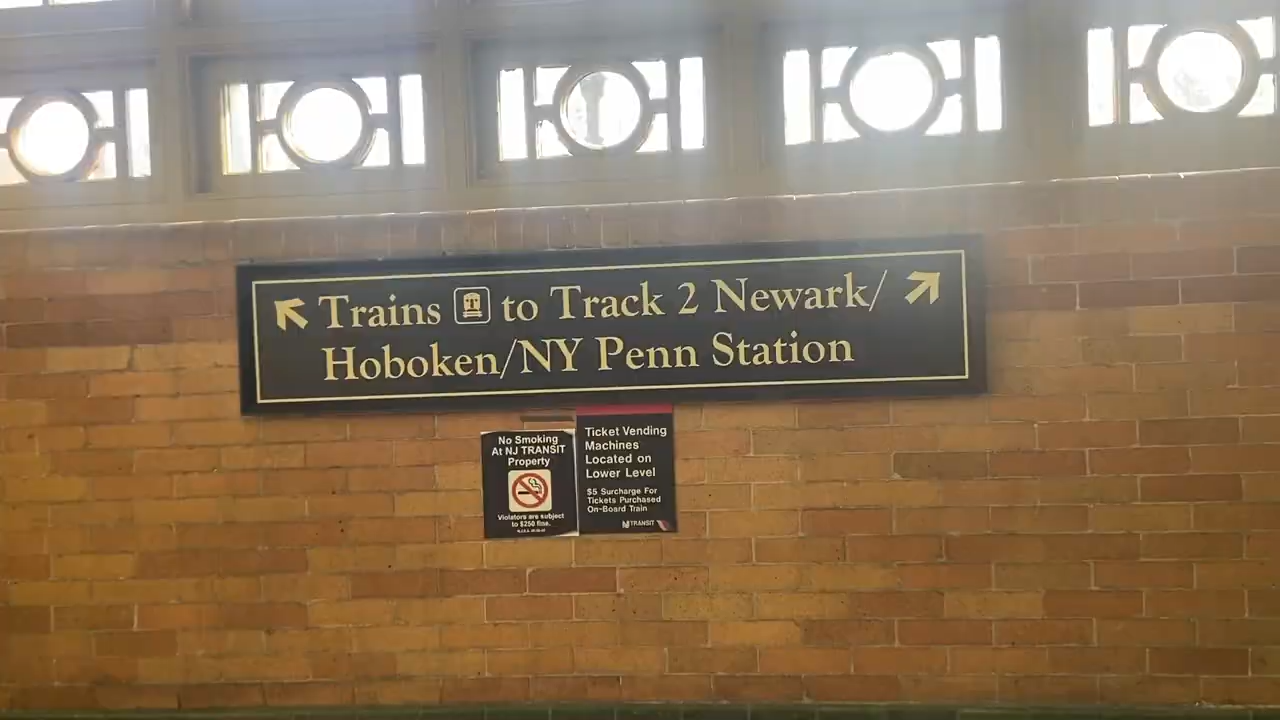 Trains to Track 2 Newark/
Hoboken/NY Penn Station
No Smoking
At NJ TRANSIT
Property
Violators are subject
to $250 fine.
Ticket Vending
Machines
Located on
Lower Level
$5 Surcharge For
Tickets Purchased
On-Board Train
NJ TRANSIT